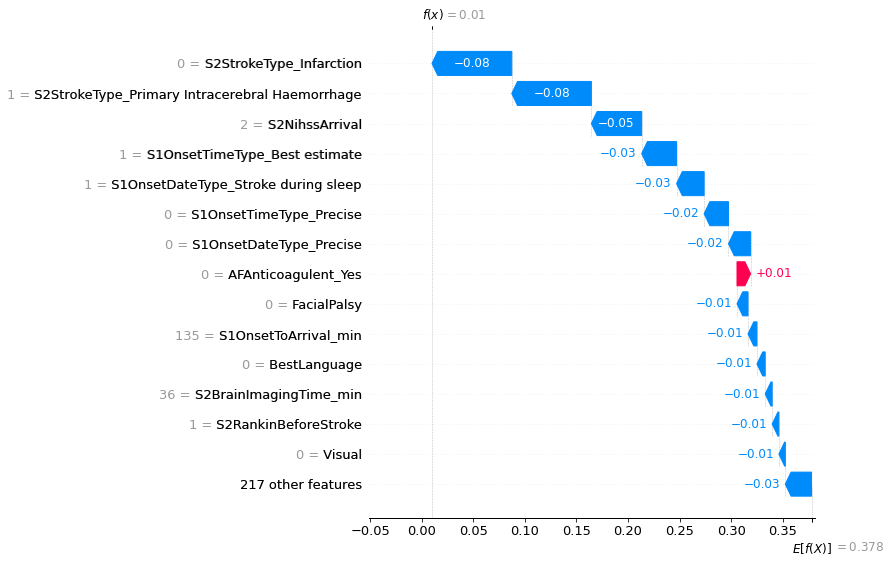 f(x) = 0.01
0 = S2StrokeType_Infarction −0.08
1 = S2StrokeType_Primary Intracerebral Haemorrhage −0.08
2 = S2NihssArrival −0.05
1 = S1OnsetTimeType_Best estimate −0.03
1 = S1OnsetDateType_Stroke during sleep −0.03
0 = S1OnsetTimeType_Precise −0.02
0 = S1OnsetDateType_Precise −0.02
0 = AFAnticoagulent_Yes +0.01
0 = FacialPalsy −0.01
135 = S1OnsetToArrival_min −0.01
0 = BestLanguage −0.01
36 = S2BrainImagingTime_min −0.01
1 = S2RankinBeforeStroke −0.01
0 = Visual −0.01
217 other features −0.03
−0.05 0.00 0.05 0.10 0.15 0.20 0.25 0.30 0.35
E[f(X)] = 0.378